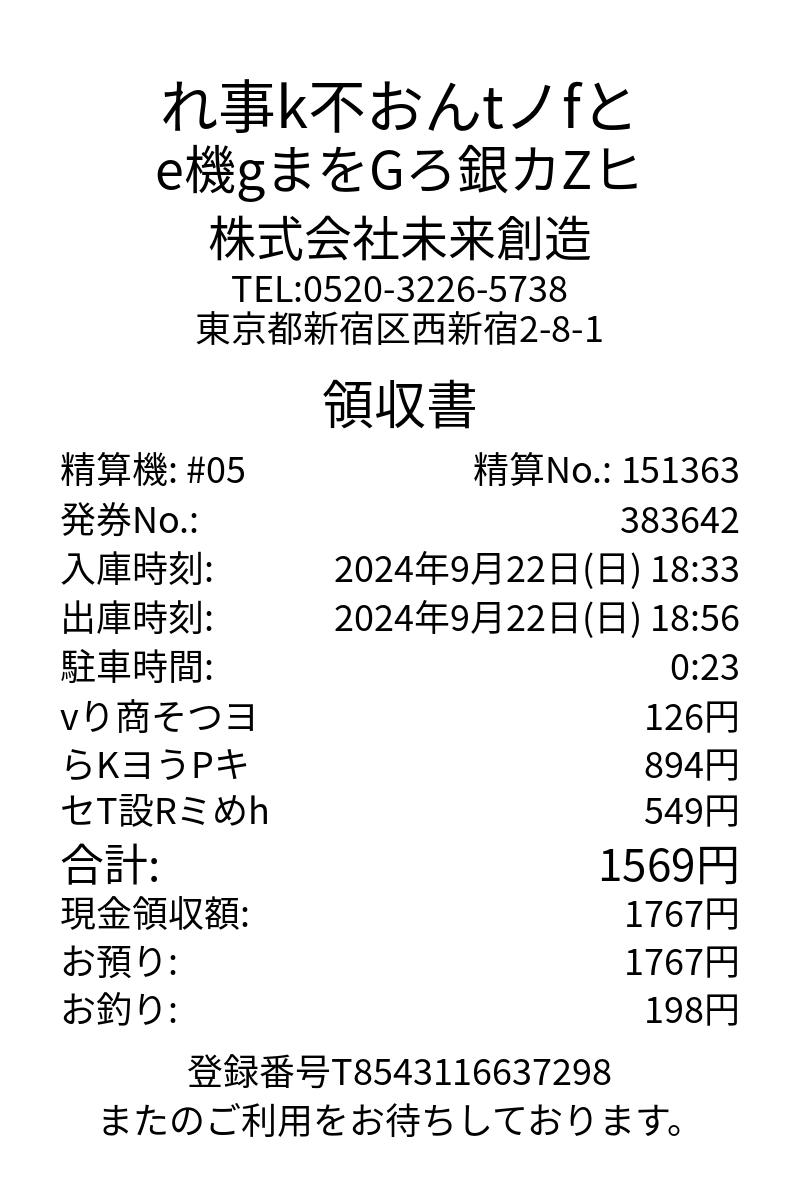 れ事k不おんtノfと
e機gまをGろ銀カZヒ
株式会社未来創造
TEL:0520-3226-5738
東京都新宿区西新宿2-8-1
領収書
精算機: #05 精算No.: 151363
発券No.: 383642
入庫時刻: 2024年9月22日(日) 18:33
出庫時刻: 2024年9月22日(日) 18:56
駐車時間: 0:23
vり商そつヨ 126円
らKヨうPキ 894円
セT設Rミめh 549円
合計: 1569円
現金領収額: 1767円
お預り: 1767円
お釣り: 198円
登録番号T8543116637298
またのご利用をお待ちしております。